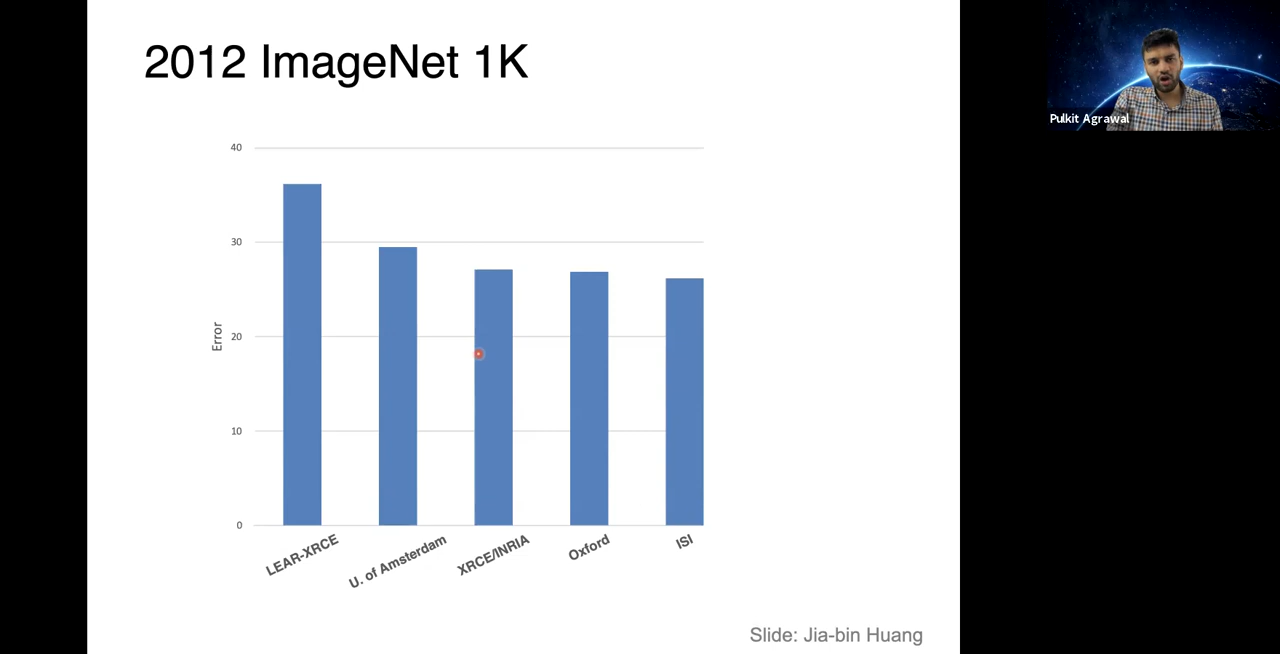 2012 ImageNet 1K
Pulkit Agrawal
40
30
20
10
0
Error
LEAR-XRCE
U. of Amsterdam
XRCE/INRIA
Oxford
ISI
Slide: Jia-bin Huang